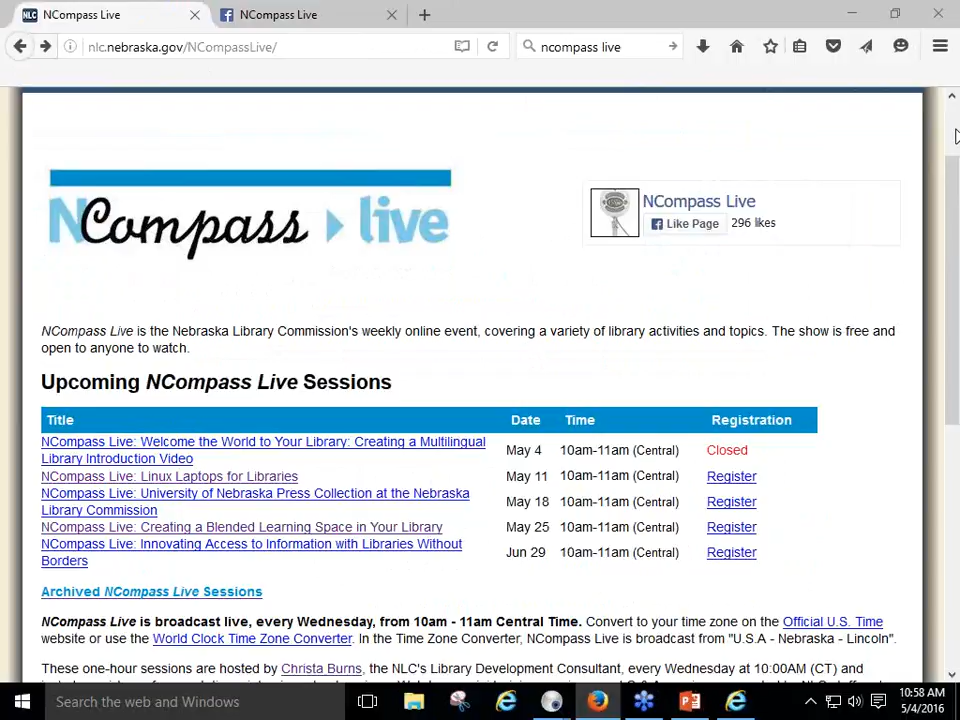 NLC NCompass Live
NCompass Live
nlc.nebraska.gov/NCompassLive/
ncompass live
NCompass live
NCompass Live
Like Page 296 likes
NCompass Live is the Nebraska Library Commission's weekly online event, covering a variety of library activities and topics. The show is free and
open to anyone to watch.
Upcoming NCompass Live Sessions
Title Date Time Registration
NCompass Live: Welcome the World to Your Library: Creating a Multilingual
Library Introduction Video May 4 10am-11am (Central) Closed
NCompass Live: Linux Laptops for Libraries May 11 10am-11am (Central) Register
NCompass Live: University of Nebraska Press Collection at the Nebraska
Library Commission May 18 10am-11am (Central) Register
NCompass Live: Creating a Blended Learning Space in Your Library May 25 10am-11am (Central) Register
NCompass Live: Innovating Access to Information with Libraries Without
Borders Jun 29 10am-11am (Central) Register
Archived NCompass Live Sessions
NCompass Live is broadcast live, every Wednesday, from 10am - 11am Central Time. Convert to your time zone on the Official U.S. Time
website or use the World Clock Time Zone Converter. In the Time Zone Converter, NCompass Live is broadcast from "U.S.A - Nebraska - Lincoln".
These one-hour sessions are hosted by Christa Burns, the NLC's Library Development Consultant, every Wednesday at 10:00AM (CT) and
Search the web and Windows
10:58 AM
5/4/2016